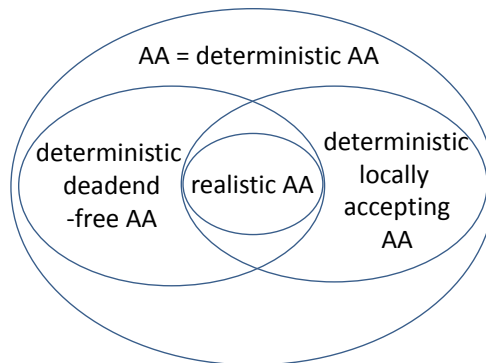 AA = deterministic AA
deterministic
deadend
-free AA
realistic AA
deterministic
locally
accepting
AA